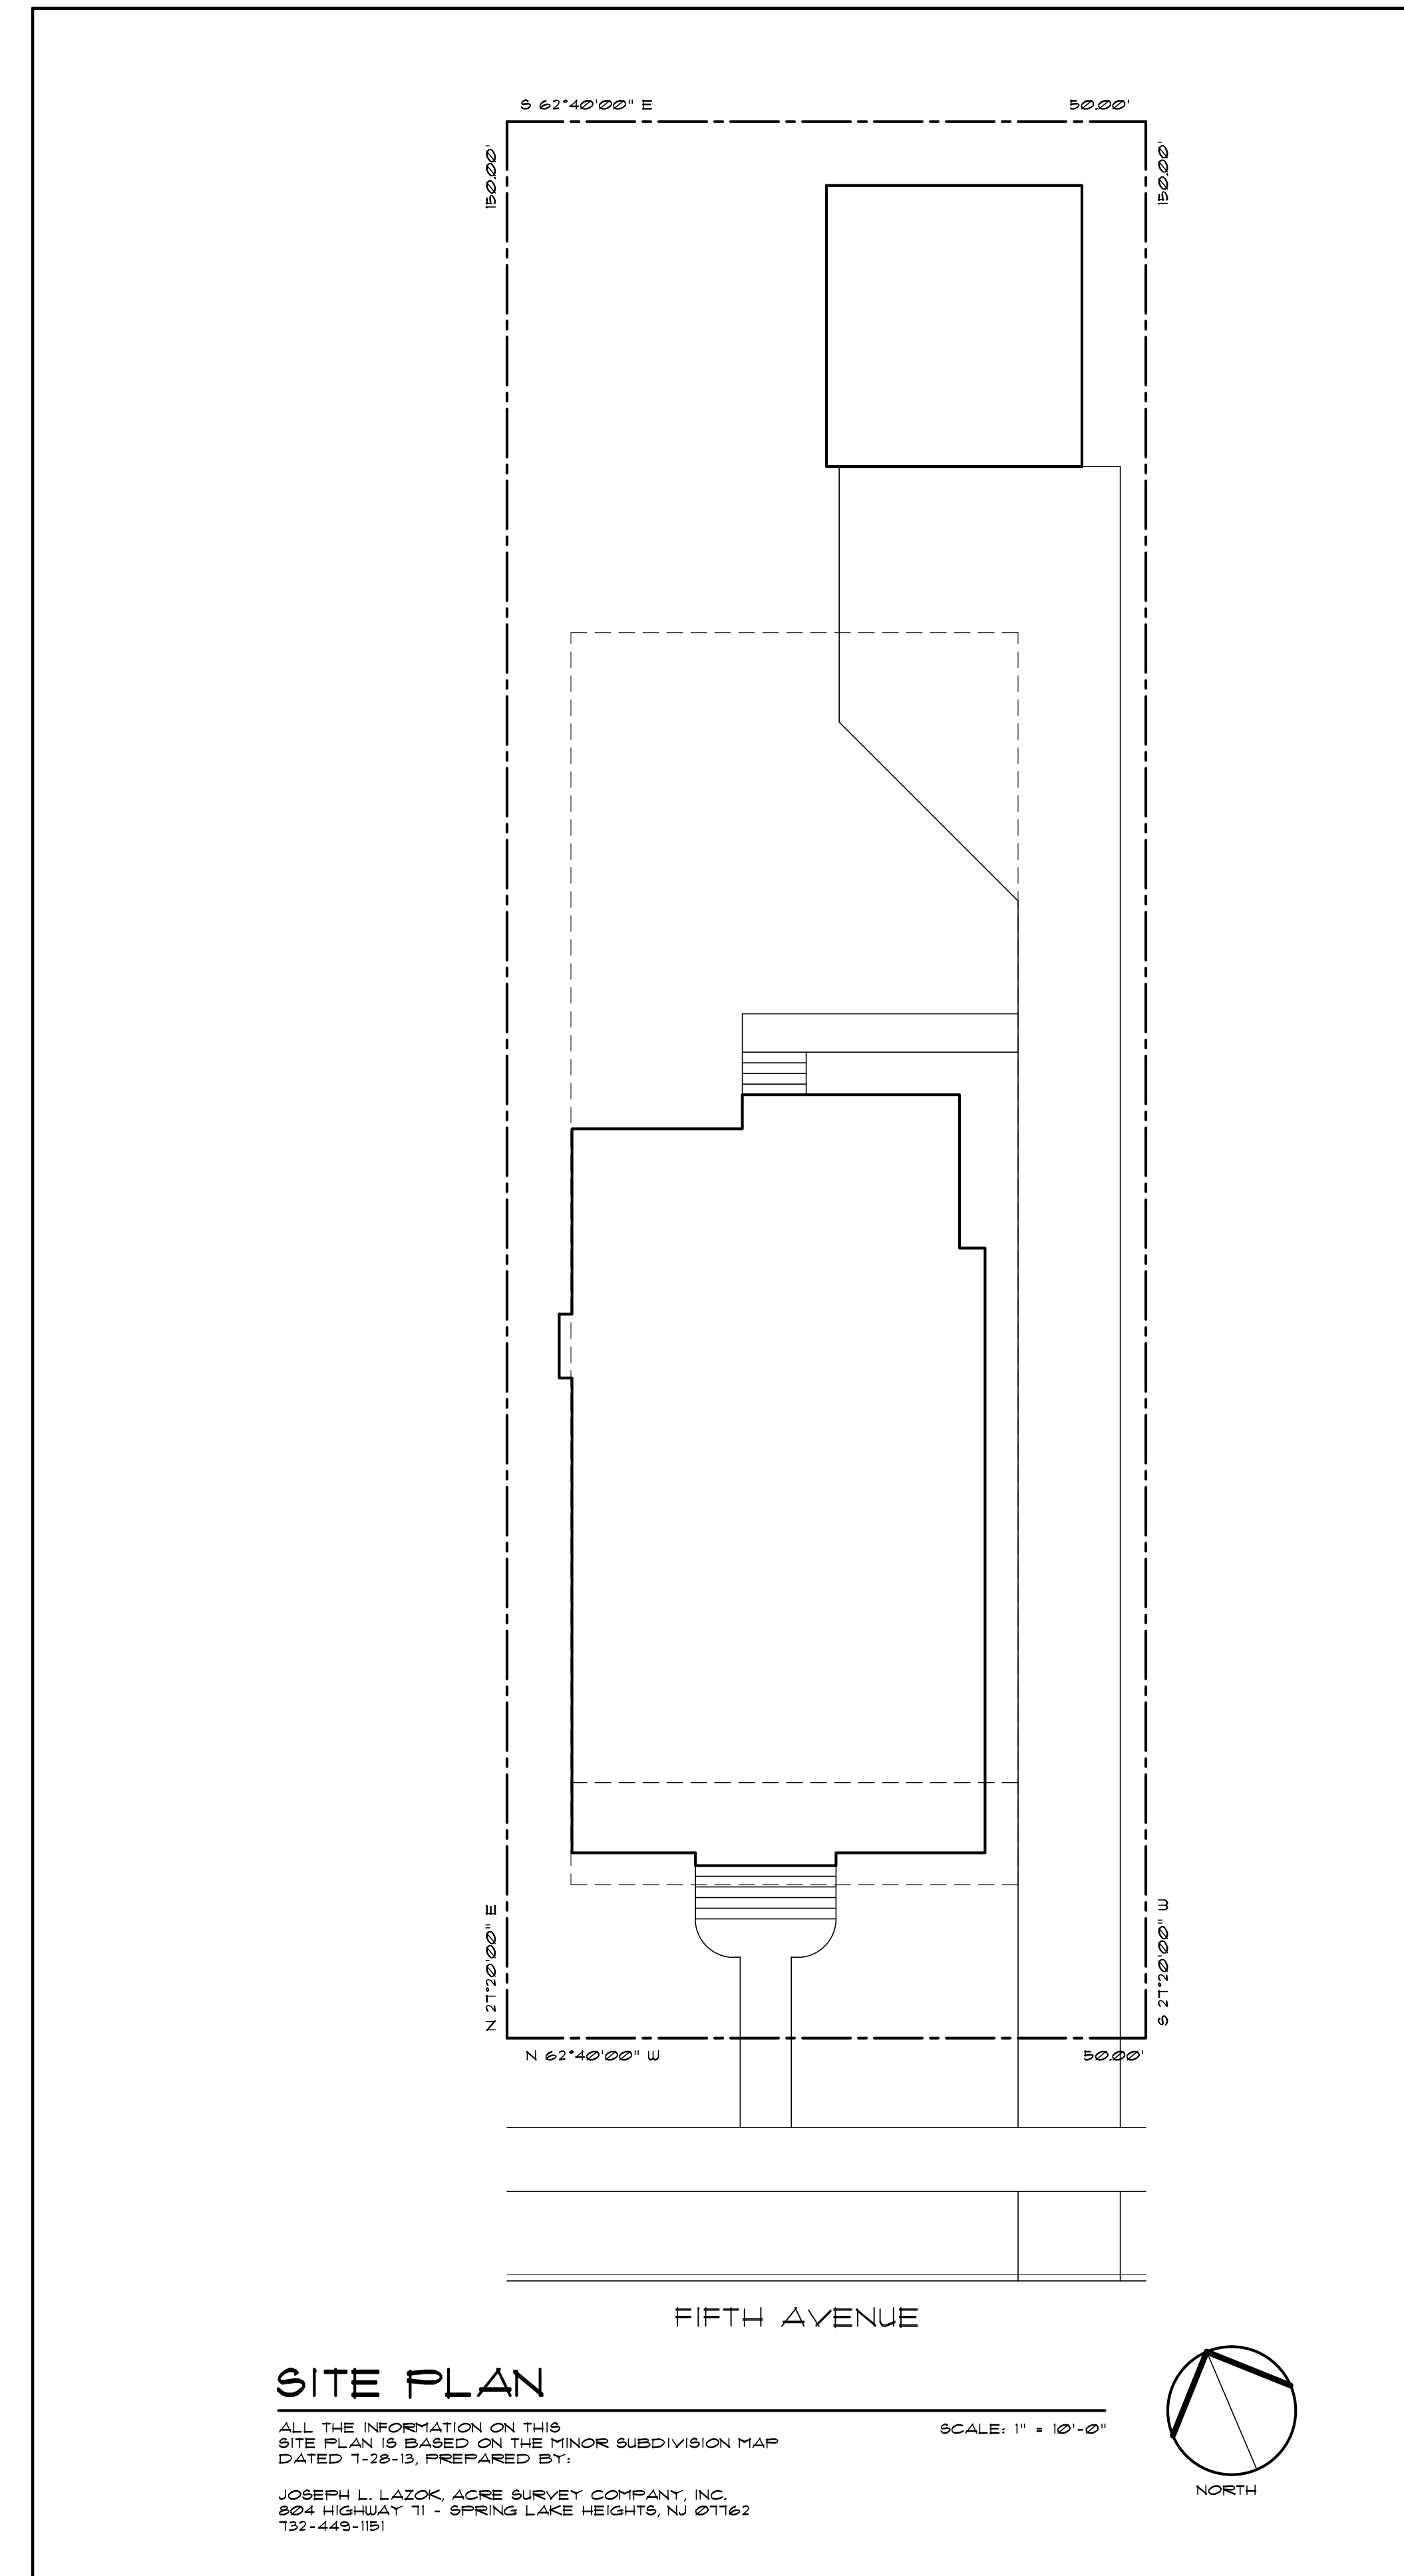 S 62°40'00" E
50.00'
150.00'
150.00'
N 27°20'00" E
S 27°20'00" W
N 62°40'00" W
50.00'
FIFTH AVENUE
SITE PLAN
ALL THE INFORMATION ON THIS
SITE PLAN IS BASED ON THE MINOR SUBDIVISION MAP
DATED 7-28-13, PREPARED BY:
SCALE: 1" = 10'-0"
JOSEPH L. LAZOK, ACRE SURVEY COMPANY, INC.
804 HIGHWAY 71 - SPRING LAKE HEIGHTS, NJ 07762
732-449-1151
NORTH